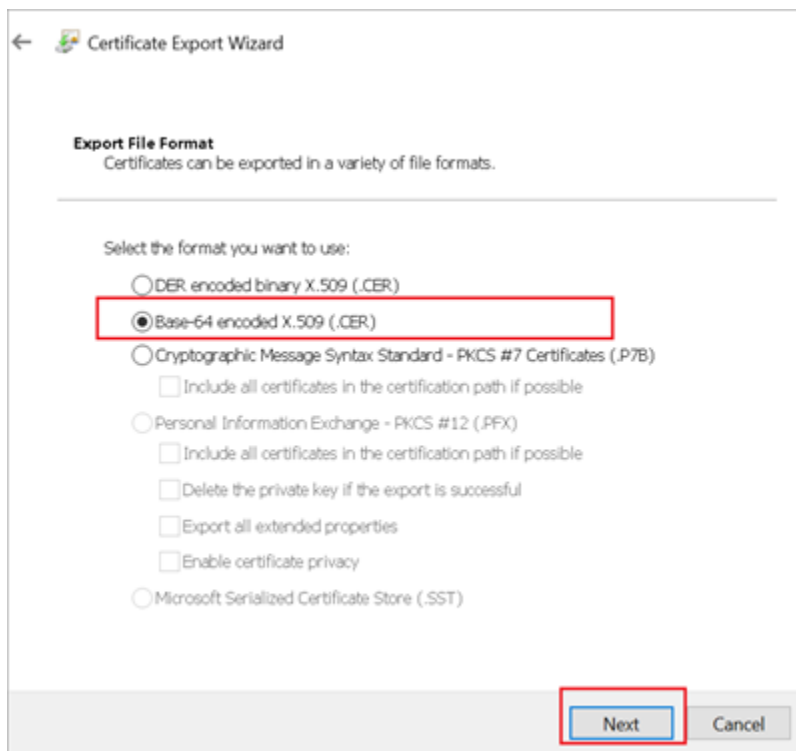 Certificate Export Wizard
Export File Format
Certificates can be exported in a variety of file formats.
Select the format you want to use:
DER encoded binary X.509 (.CER)
Base-64 encoded X.509 (.CER)
Cryptographic Message Syntax Standard - PKCS #7 Certificates (.P7B)
Include all certificates in the certification path if possible
Personal Information Exchange - PKCS #12 (.PFX)
Include all certificates in the certification path if possible
Delete the private key if the export is successful
Export all extended properties
Enable certificate privacy
Microsoft Serialized Certificate Store (.SST)
Next Cancel